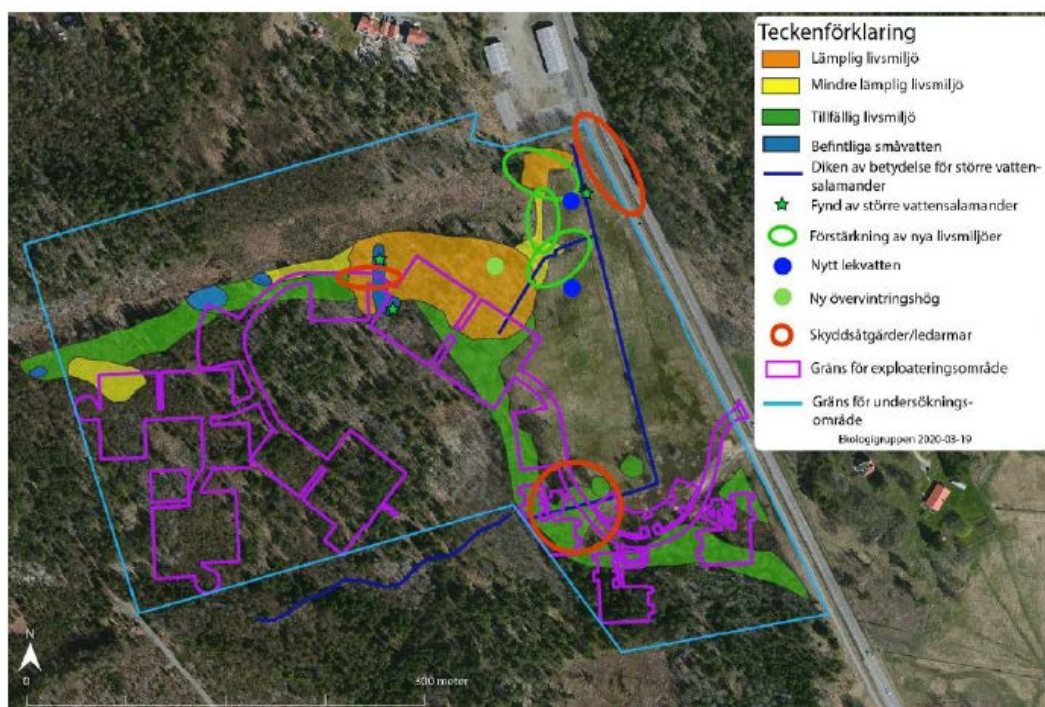 Teckenförklaring
Lämplig livsmiljö
Mindre lämplig livsmiljö
Tillfällig livsmiljö
Befintliga småvatten
Diken av betydelse för större vatten-
salamander
Fynd av större vattensalamander
Förstärkning av nya livsmiljöer
Nytt lekvatten
Ny övervintringshög
Skyddsåtgärder/ledarmar
Gräns för exploateringsområde
Gräns för undersöknings-
område
Ekologigruppen 2020-03-19
N
0
300 meter